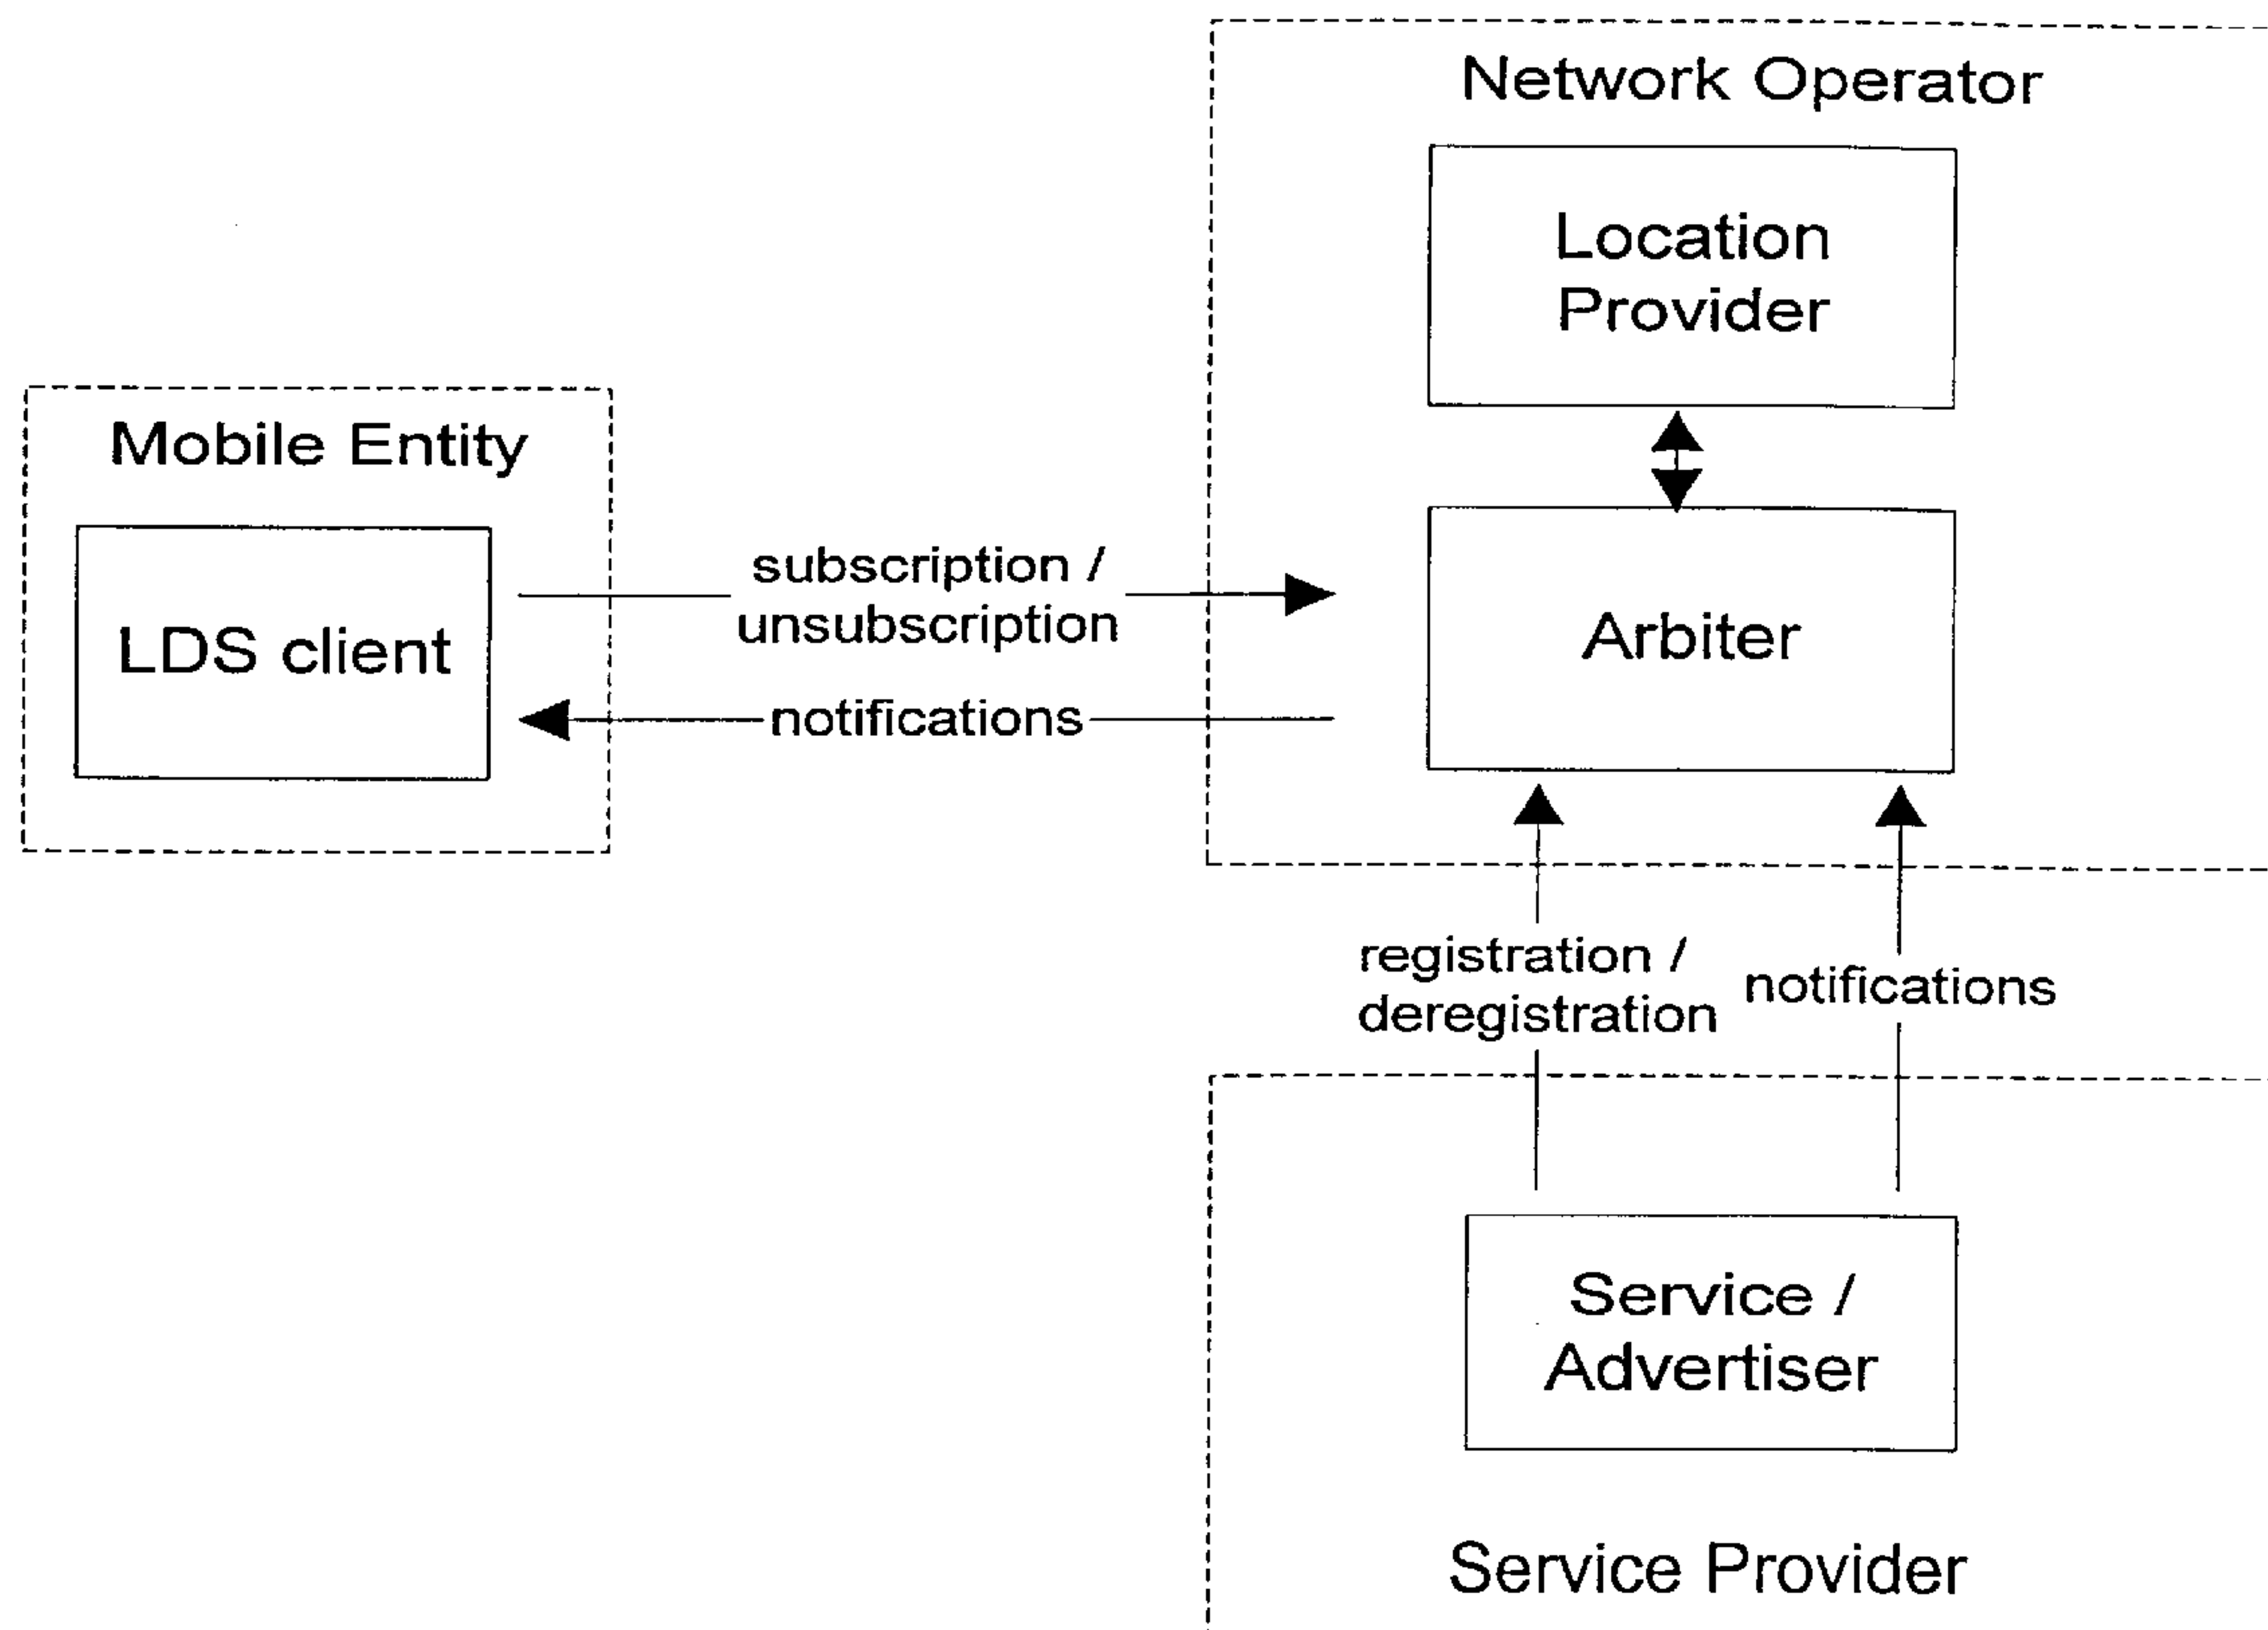 Network Operator
Location
Provider
Mobile Entity
LDS client
subscription /
unsubscription
notifications
Arbiter
registration /
deregistration
notifications
Service /
Advertiser
Service Provider